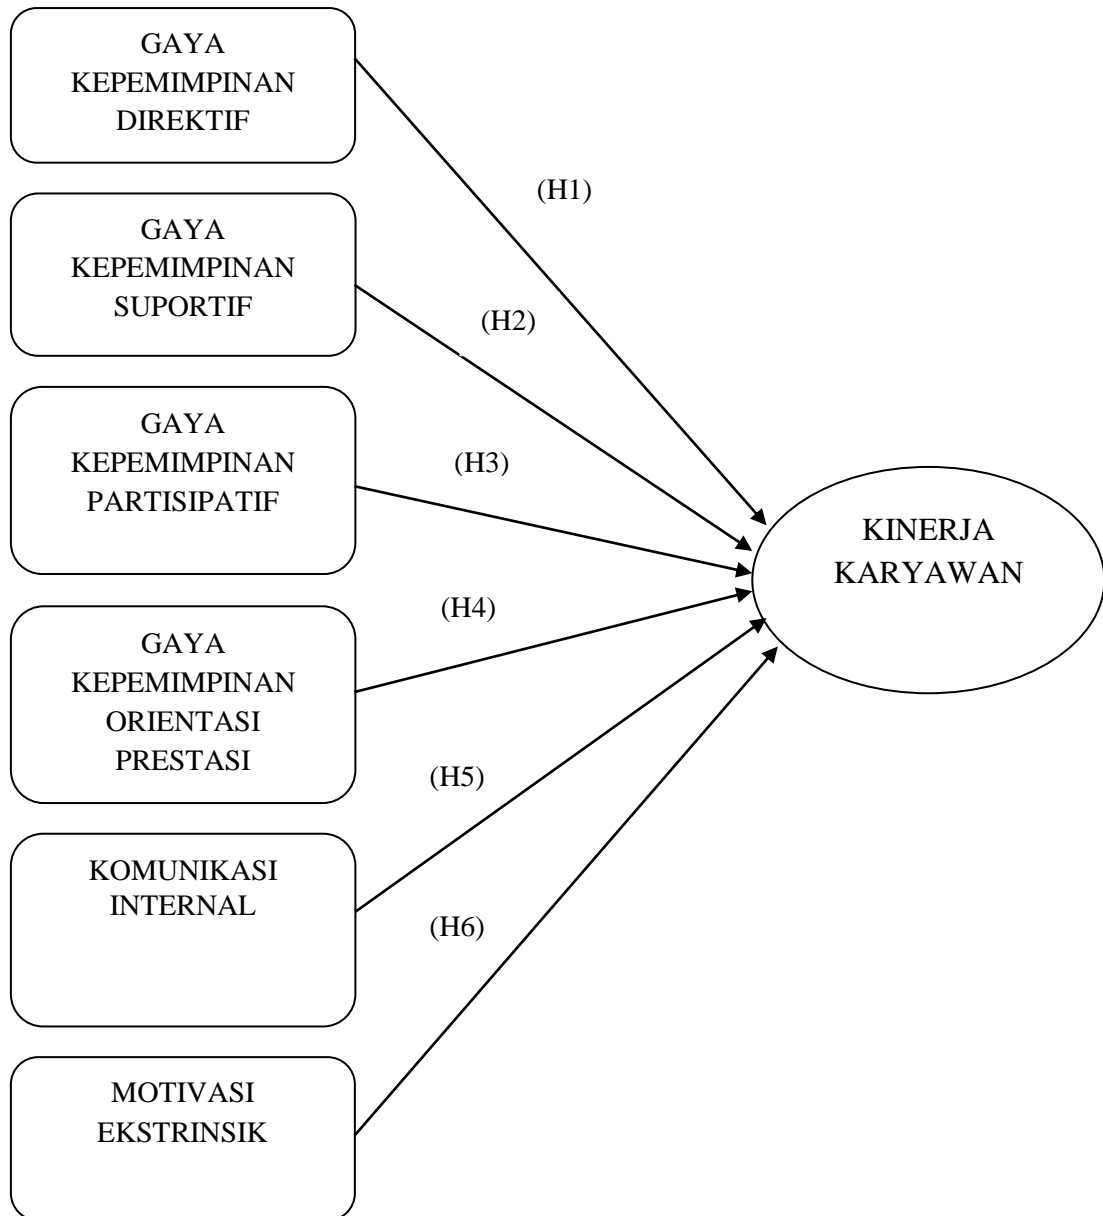 GAYA
KEPEMIMPINAN
DIREKTIF
(H1)
GAYA
KEPEMIMPINAN
SUPORTIF
(H2)
GAYA
KEPEMIMPINAN
PARTISIPATIF
(H3)
KINERJA
KARYAWAN
GAYA
KEPEMIMPINAN
ORIENTASI
PRESTASI
(H4)
KOMUNIKASI
INTERNAL
(H5)
MOTIVASI
EKSTRINSIK
(H6)